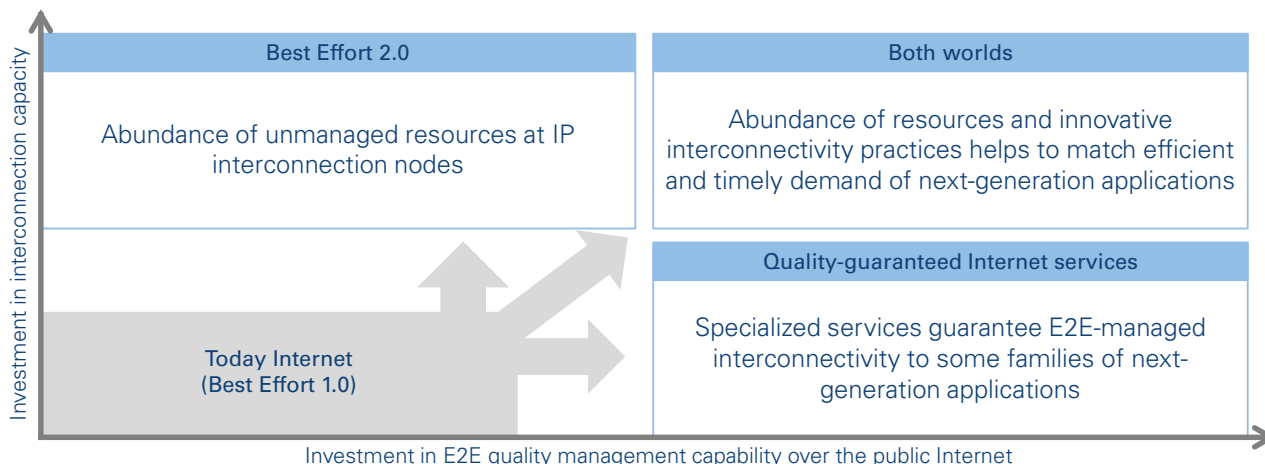 Investment in interconnection capacity
Best Effort 2.0
Abundance of unmanaged resources at IP
interconnection nodes
Both worlds
Abundance of resources and innovative
interconnectivity practices helps to match efficient
and timely demand of next-generation applications
Today Internet
(Best Effort 1.0)
Quality-guaranteed Internet services
Specialized services guarantee E2E-managed
interconnectivity to some families of next-
generation applications
Investment in E2E quality management capability over the public Internet